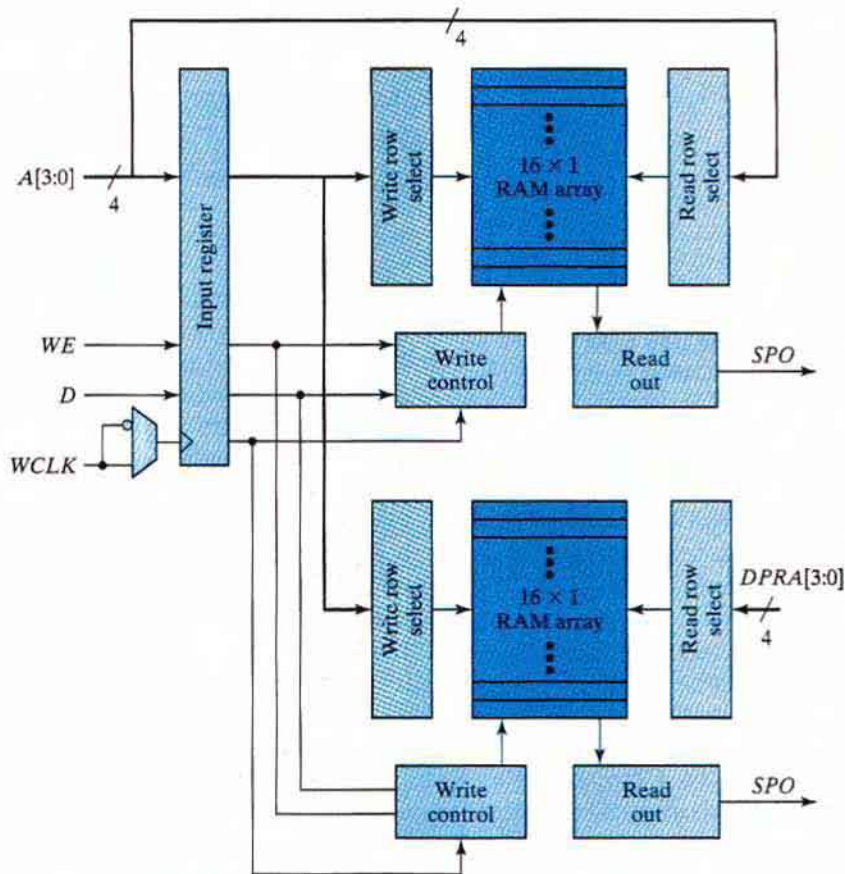 4
A[3:0]
4
Input register
Write row
select
16 × 1
RAM array
Read row
select
WE
D
WCLK
Write
control
Read
out
SPO
Write row
select
16 × 1
RAM array
Read row
select
DPRA[3:0]
4
Write
control
Read
out
SPO